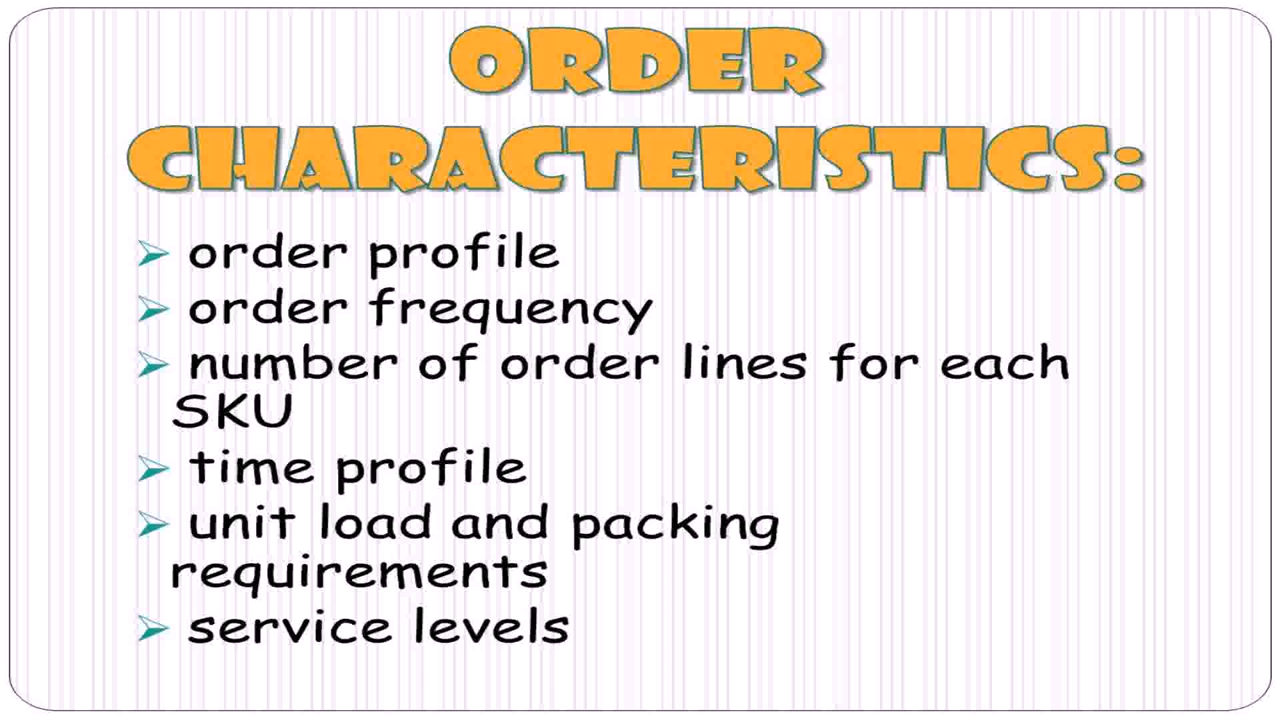 ORDER
CHARACTERISTICS:
➢ order profile
➢ order frequency
➢ number of order lines for each
SKU
➢ time profile
➢ unit load and packing
requirements
➢ service levels